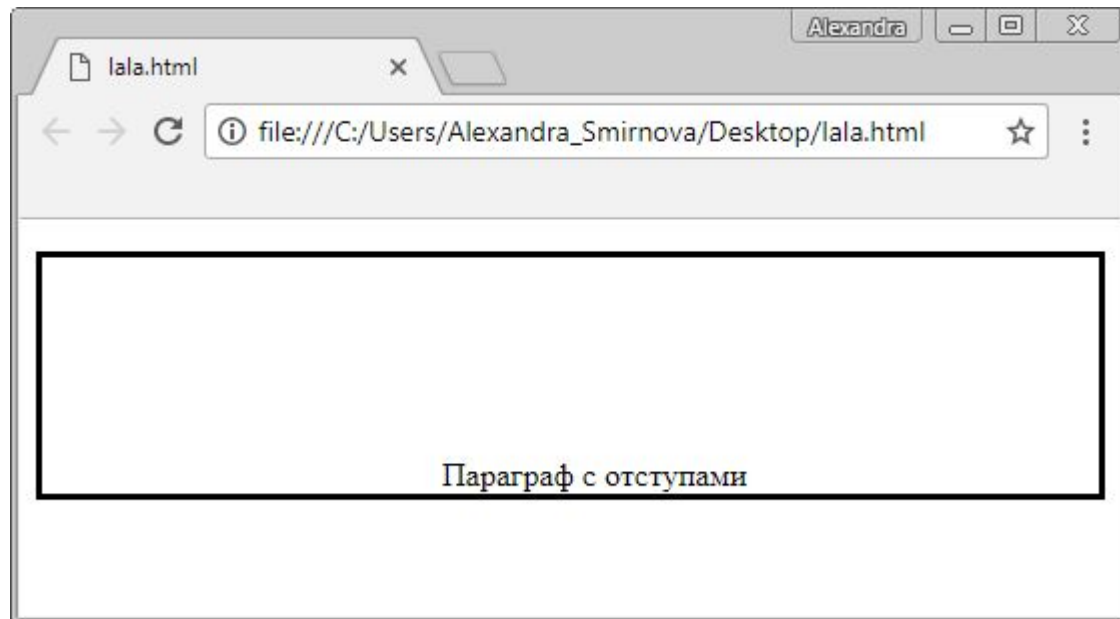 Alexandra
lala.html
file:///C:/Users/Alexandra_Smirnova/Desktop/lala.html
Параграф с отступами